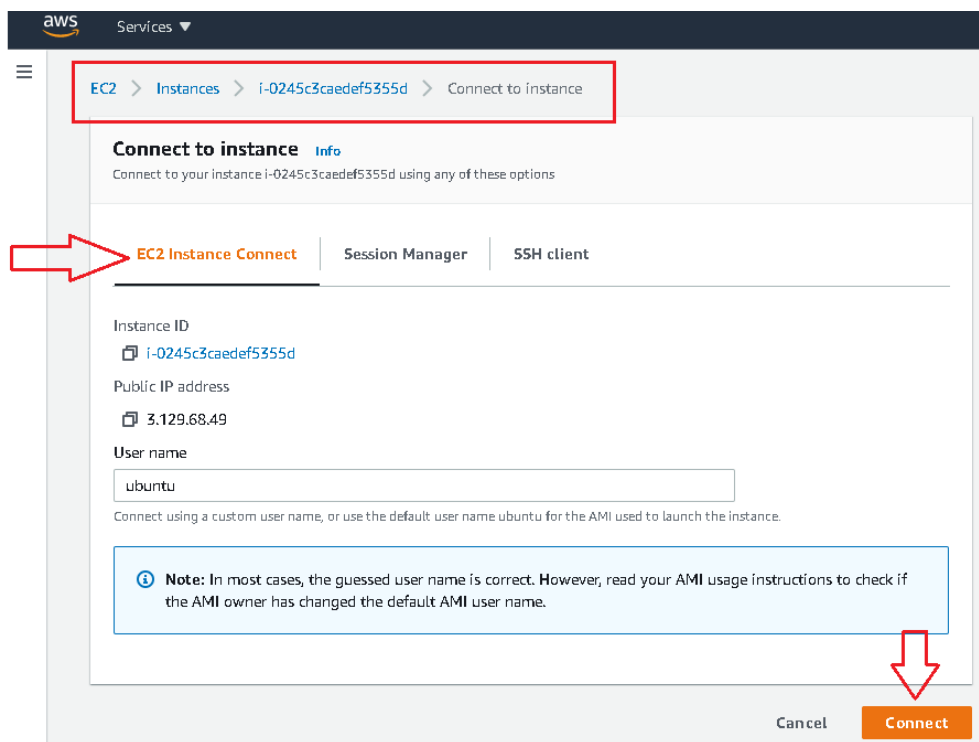 aws
Services ▼
EC2 > Instances > i-0245c3caedef5355d > Connect to instance
Connect to instance Info
Connect to your instance i-0245c3caedef5355d using any of these options
EC2 Instance Connect
Session Manager
SSH client
Instance ID
i-0245c3caedef5355d
Public IP address
3.129.68.49
User name
ubuntu
Connect using a custom user name, or use the default user name ubuntu for the AMI used to launch the instance.
Note: In most cases, the guessed user name is correct. However, read your AMI usage instructions to check if
the AMI owner has changed the default AMI user name.
Cancel
Connect